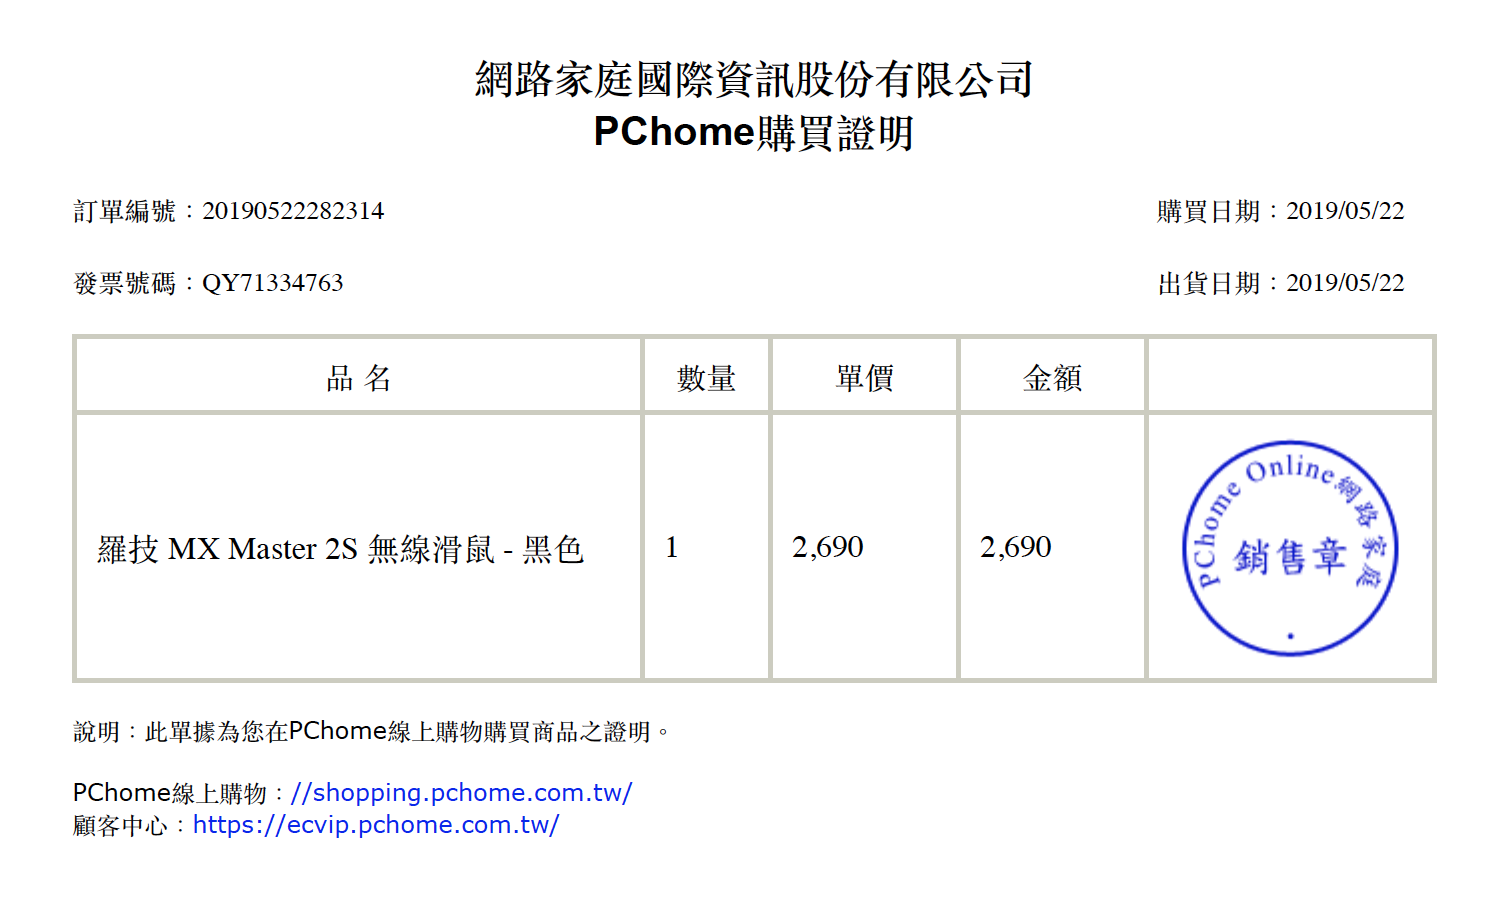 網路家庭國際資訊股份有限公司
PChome購買證明
訂單編號：20190522282314
購買日期：2019/05/22
發票號碼：QY71334763
出貨日期：2019/05/22
品 名
數量
單價
金額
羅技 MX Master 2S 無線滑鼠 - 黑色
1
2,690
2,690
PChome Online網路家庭
銷售章
說明：此單據為您在PChome線上購物購買商品之證明。
PChome線上購物：//shopping.pchome.com.tw/
顧客中心：https://ecvip.pchome.com.tw/